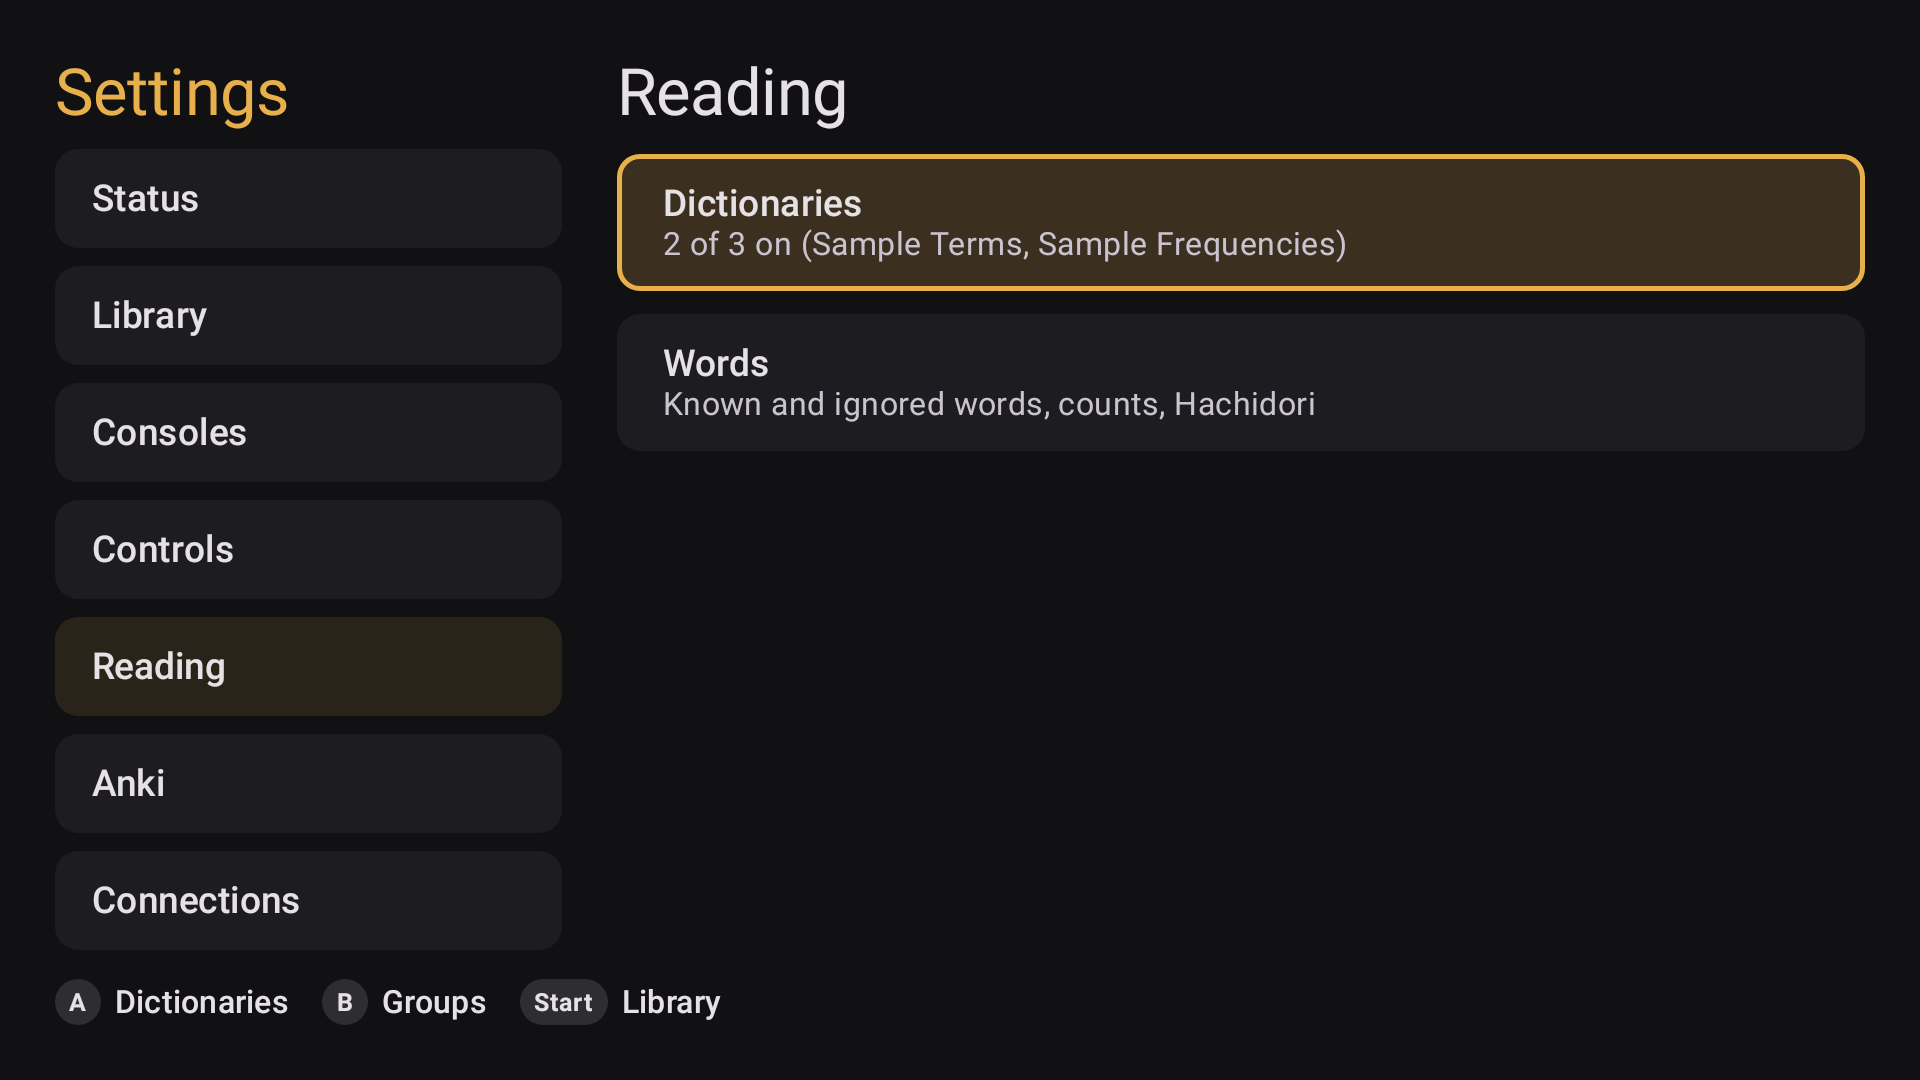 Settings
Status
Library
Consoles
Controls
Reading
Anki
Connections
Reading
Dictionaries
2 of 3 on (Sample Terms, Sample Frequencies)
Words
Known and ignored words, counts, Hachidori
A Dictionaries B Groups Start Library